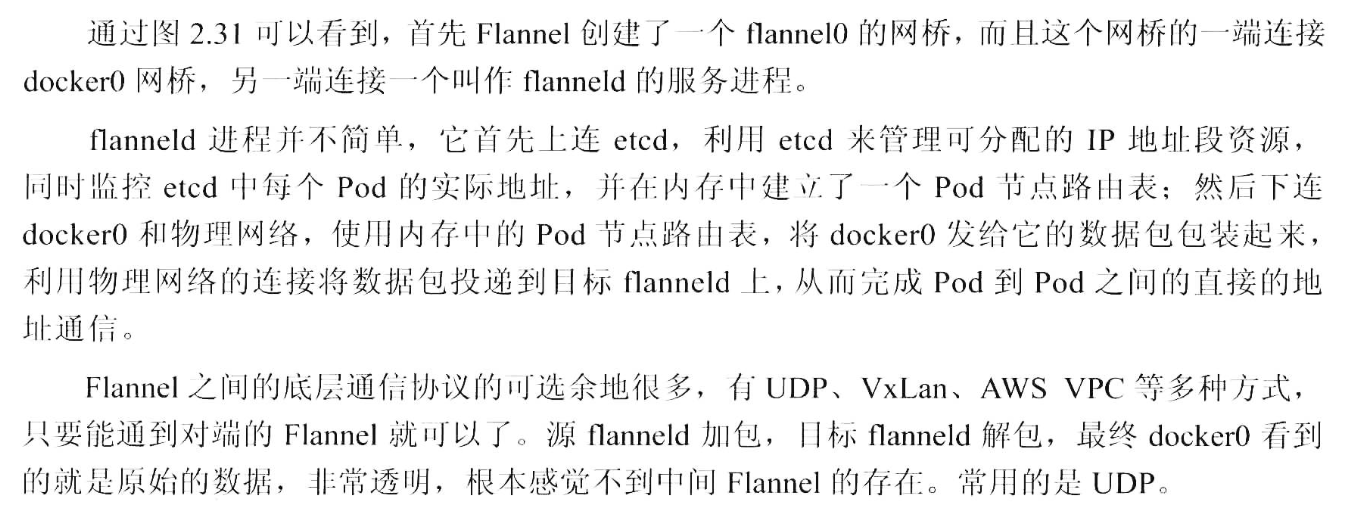 通过图 2.31 可以看到，首先 Flannel 创建了一个 flannel0 的网桥，而且这个网桥的一端连接
docker0 网桥，另一端连接一个叫作 flanneld 的服务进程。
flanneld 进程并不简单，它首先上连 etcd，利用 etcd 来管理可分配的 IP 地址段资源，
同时监控 etcd 中每个 Pod 的实际地址，并在内存中建立了一个 Pod 节点路由表；然后下连
docker0 和物理网络，使用内存中的 Pod 节点路由表，将 docker0 发给它的数据包包装起来，
利用物理网络的连接将数据包投递到目标 flanneld 上，从而完成 Pod 到 Pod 之间的直接的地
址通信。
Flannel 之间的底层通信协议的可选余地很多，有 UDP、VxLan、AWS VPC 等多种方式，
只要能通到对端的 Flannel 就可以了。源 flanneld 加包，目标 flanneld 解包，最终 docker0 看到
的就是原始的数据，非常透明，根本感觉不到中间 Flannel 的存在。常用的是 UDP。